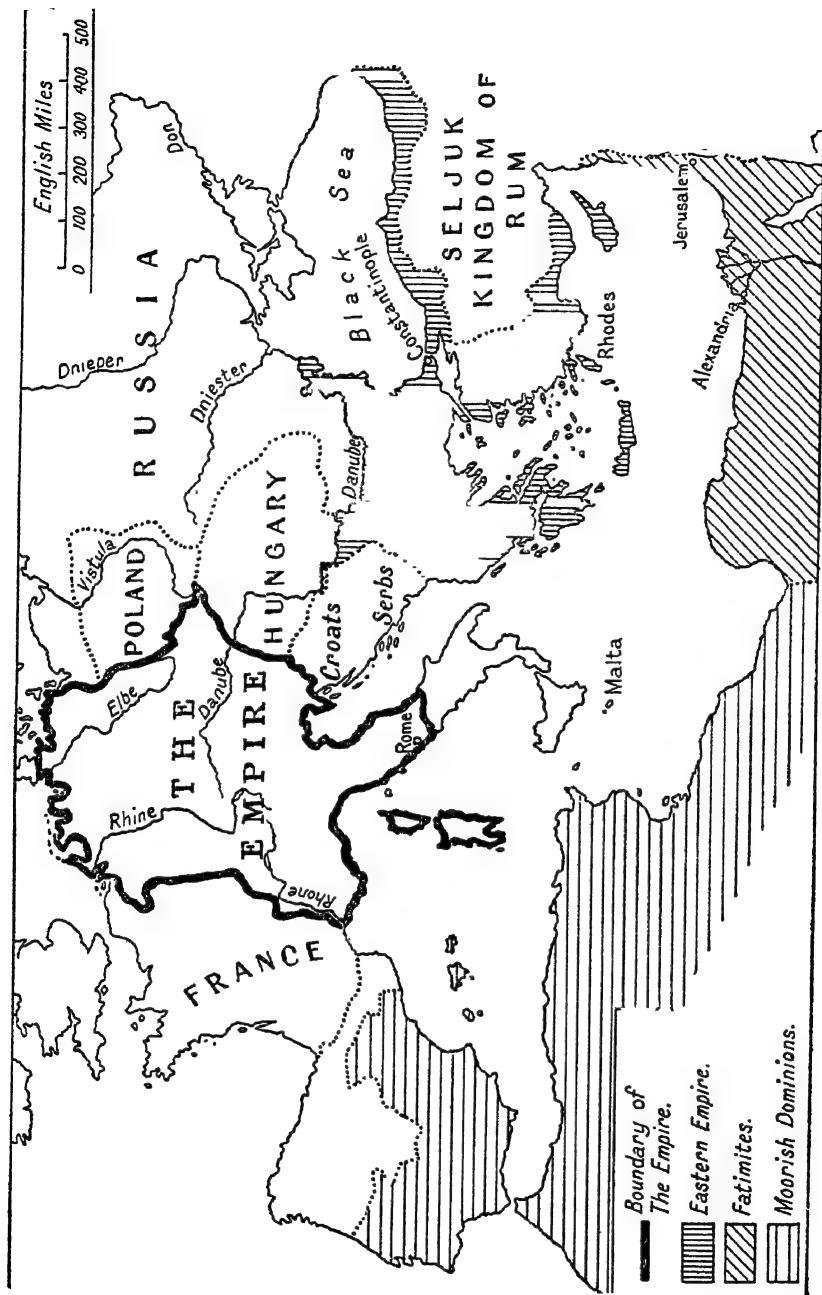 English Miles
0 100 200 300 400 500
RUSSIA
Don
Dnieper
Dniester
Vistula
POLAND
Elbe
Rhine
THE
EMPIRE
Danube
HUNGARY
Danube
Croats
Serbs
Black Sea
Constantinople
SELJUK
KINGDOM OF
RUM
FRANCE
Rhone
Rome
Malta
Rhodes
Jerusalem
Alexandria
Boundary of
The Empire.
Eastern Empire.
Fatimites.
Moorish Dominions.